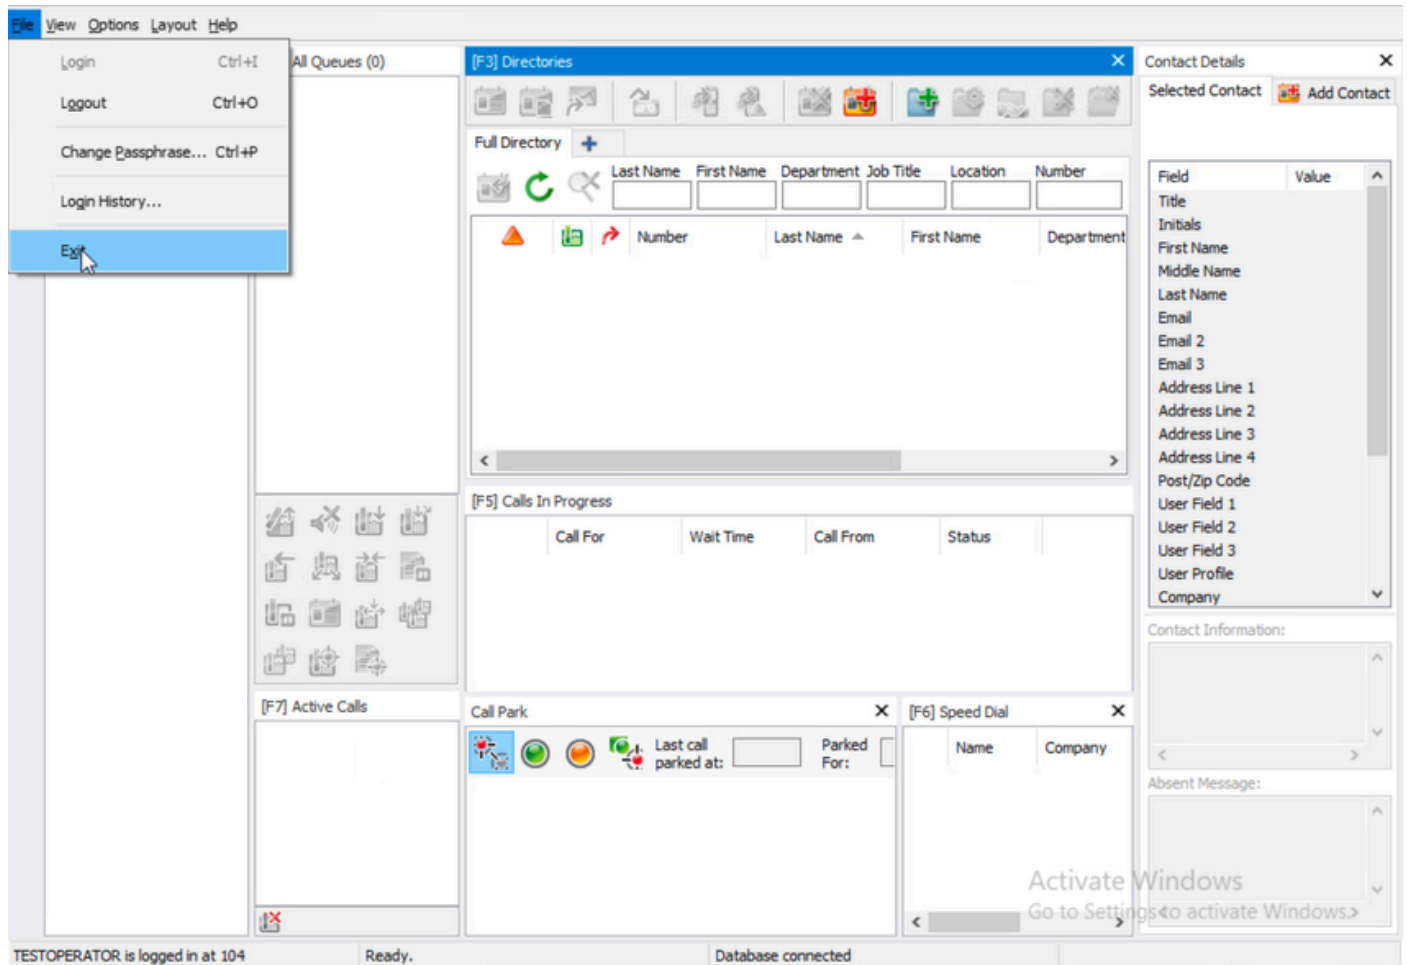 File View Options Layout Help
Login Ctrl+I
Logout Ctrl+O
Change Passphrase... Ctrl+P
Login History...
Exit
All Queues (0)
[F3] Directories
Full Directory
Last Name First Name Department Job Title Location Number
Number Last Name First Name Department
[F5] Calls In Progress
Call For Wait Time Call From Status
[F7] Active Calls
Call Park
Last call
parked at:
Parked
For:
[F6] Speed Dial
Name Company
Contact Details
Selected Contact Add Contact
Field Value
Title
Initials
First Name
Middle Name
Last Name
Email
Email 2
Email 3
Address Line 1
Address Line 2
Address Line 3
Address Line 4
Post/Zip Code
User Field 1
User Field 2
User Field 3
User Profile
Company
Contact Information:
Absent Message:
Activate Windows
Go to Settings to activate Windows.
TESTOPERATOR is logged in at 104 Ready. Database connected